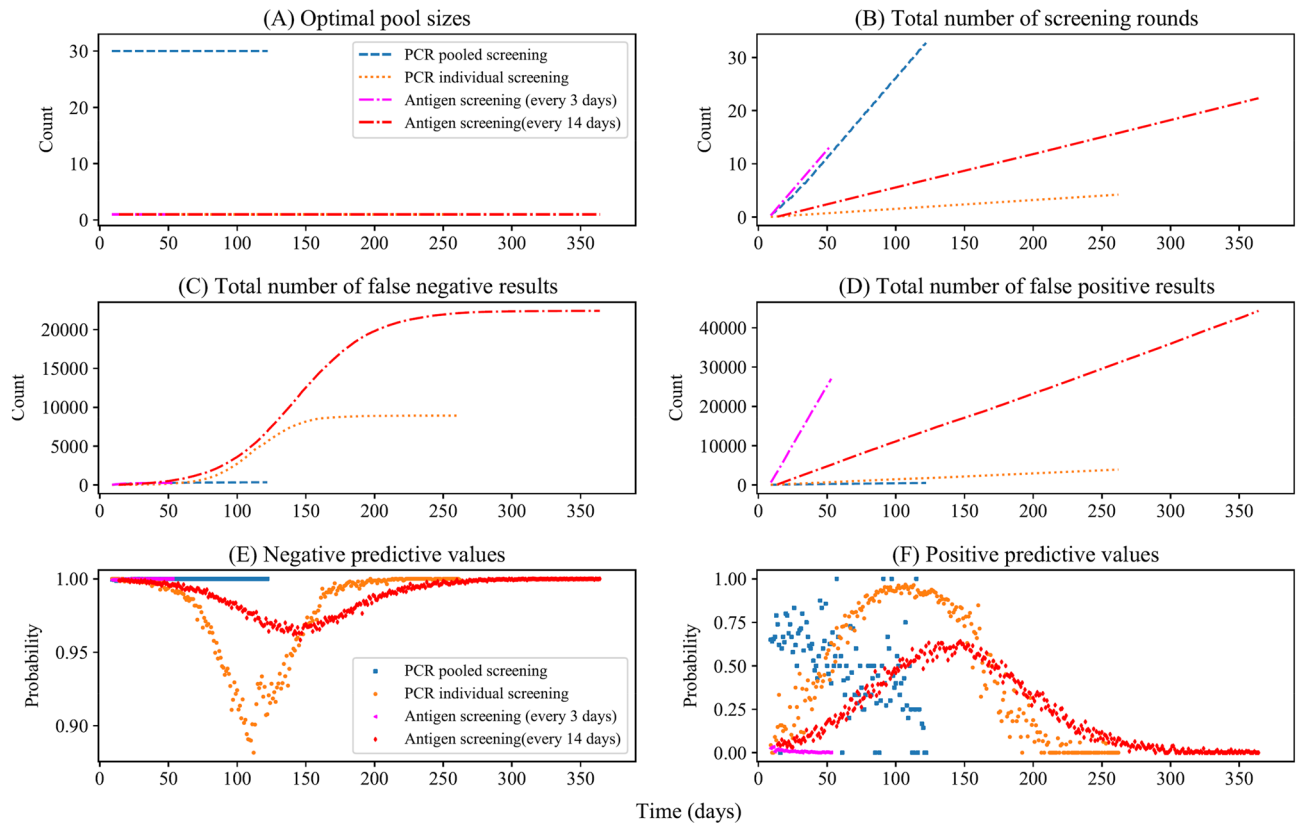 (A) Optimal pool sizes
Count
30
20
10
0
PCR pooled screening
PCR individual screening
Antigen screening (every 3 days)
Antigen screening(every 14 days)
0 50 100 150 200 250 300 350
(B) Total number of screening rounds
Count
30
20
10
0
0 50 100 150 200 250 300 350
(C) Total number of false negative results
Count
20000
15000
10000
5000
0
0 50 100 150 200 250 300 350
(D) Total number of false positive results
Count
40000
30000
20000
10000
0
0 50 100 150 200 250 300 350
(E) Negative predictive values
Probability
1.00
0.95
0.90
PCR pooled screening
PCR individual screening
Antigen screening (every 3 days)
Antigen screening(every 14 days)
0 50 100 150 200 250 300 350
(F) Positive predictive values
Probability
1.00
0.75
0.50
0.25
0.00
0 50 100 150 200 250 300 350
Time (days)